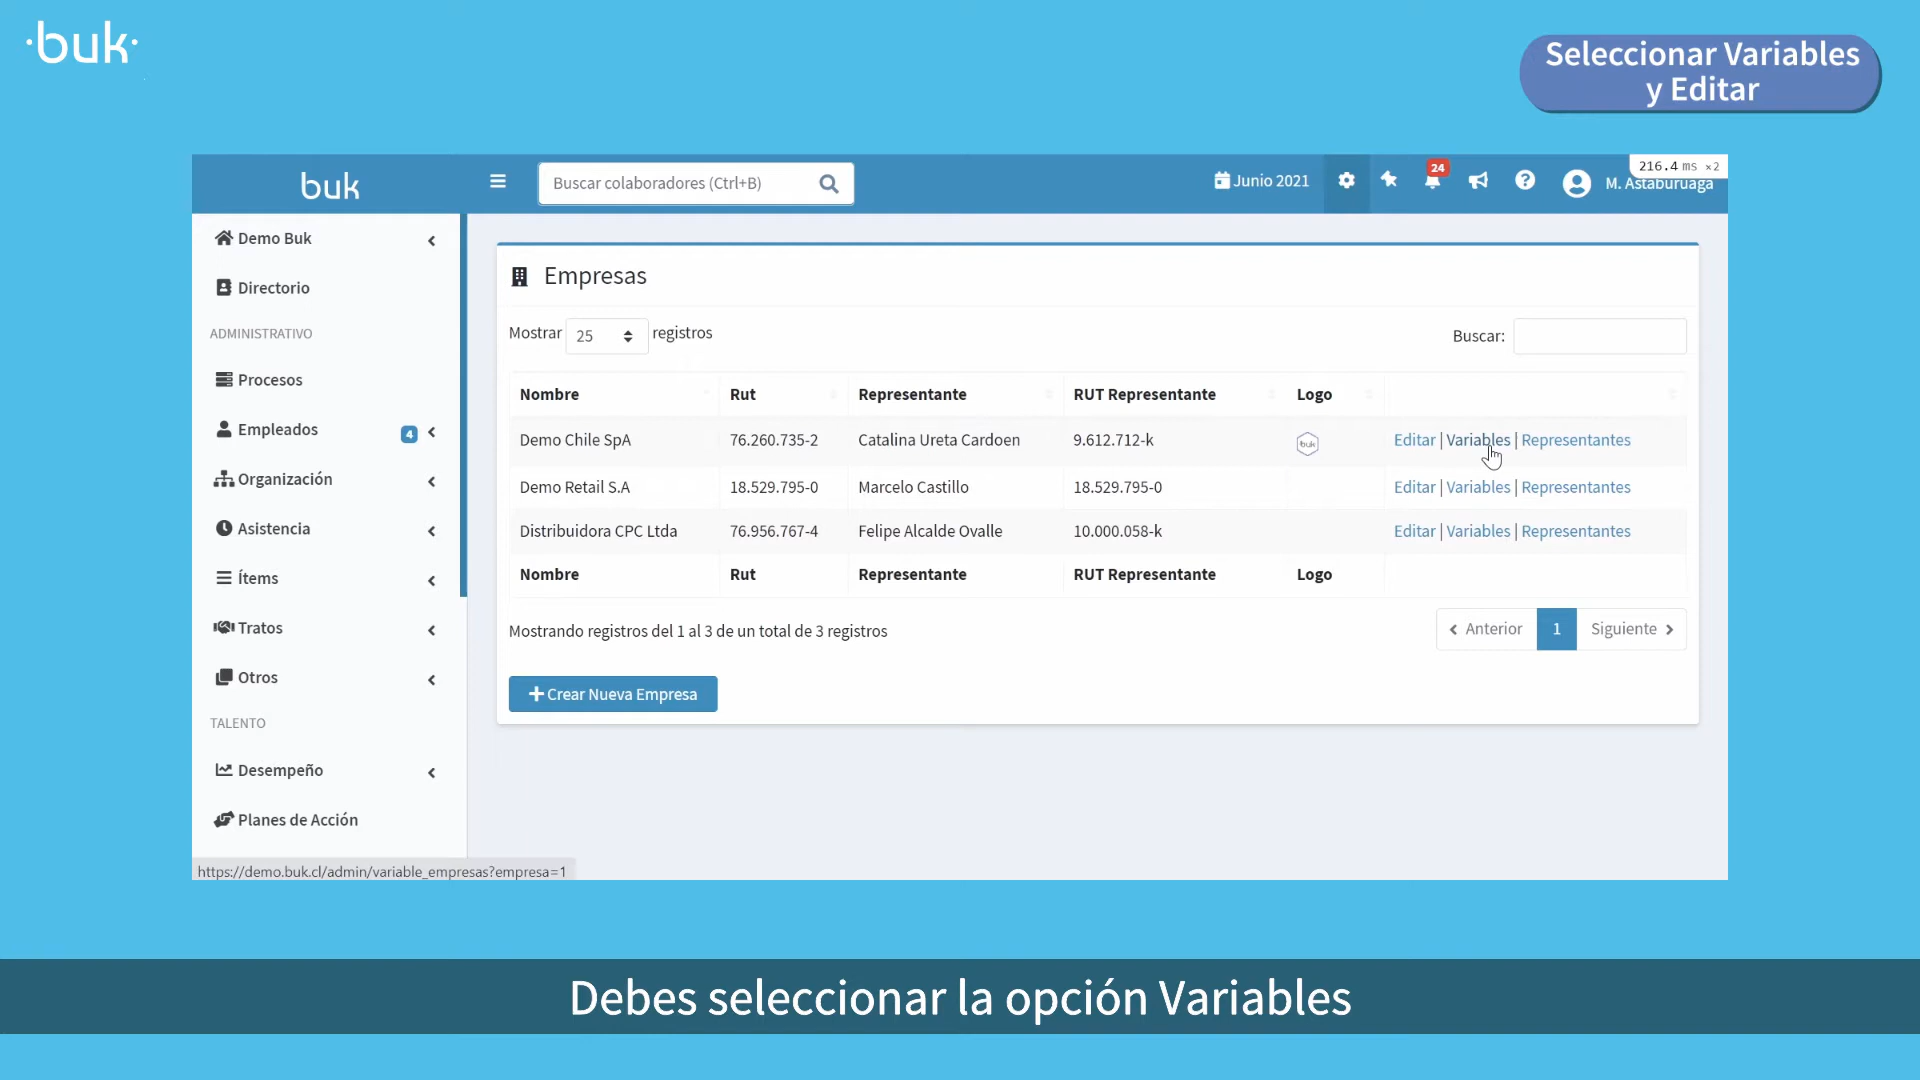 ·buk·
Seleccionar Variables
y Editar
buk
Buscar colaboradores (Ctrl+B)
Junio 2021
24
216.4 ms ×2
M. Astaburuaga
Demo Buk
Directorio
ADMINISTRATIVO
Procesos
Empleados 4
Organización
Asistencia
Ítems
Tratos
Otros
TALENTO
Desempeño
Planes de Acción
https://demo.buk.cl/admin/variable_empresas?empresa=1
Empresas
Mostrar 25 registros
Buscar:
Nombre Rut Representante RUT Representante Logo
Demo Chile SpA 76.260.735-2 Catalina Ureta Cardoen 9.612.712-k buk Editar | Variables | Representantes
Demo Retail S.A 18.529.795-0 Marcelo Castillo 18.529.795-0 Editar | Variables | Representantes
Distribuidora CPC Ltda 76.956.767-4 Felipe Alcalde Ovalle 10.000.058-k Editar | Variables | Representantes
Nombre Rut Representante RUT Representante Logo
Mostrando registros del 1 al 3 de un total de 3 registros
Anterior 1 Siguiente
Crear Nueva Empresa
Debes seleccionar la opción Variables